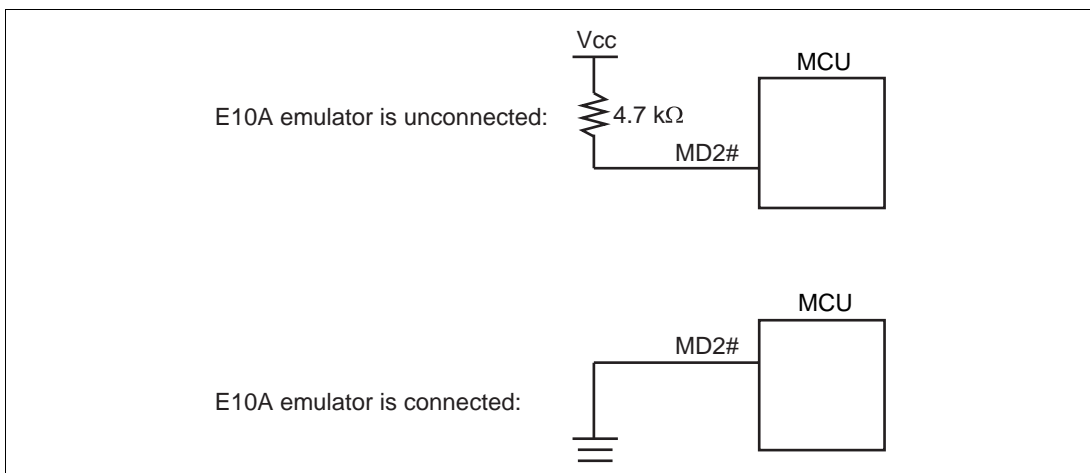 Vcc
MCU
E10A emulator is unconnected:
4.7 kΩ
MD2#
MCU
MD2#
E10A emulator is connected: